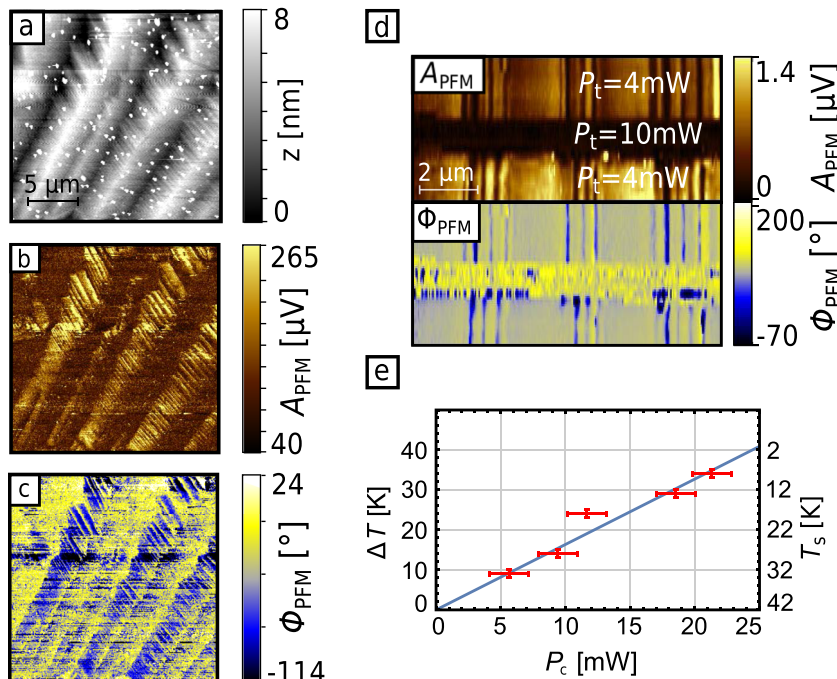 a
8
z [nm]
0
5 μm
b
265
A_PFM [μV]
40
c
24
Φ_PFM [°]
-114
d
A_PFM
P_t=4mW
P_t=10mW
P_t=4mW
2 μm
1.4
A_PFM [μV]
0
Φ_PFM
200
Φ_PFM [°]
-70
e
40
30
20
10
0
ΔT [K]
2
12
18
32
42
T_s [K]
0
5
10
15
20
25
P_c [mW]